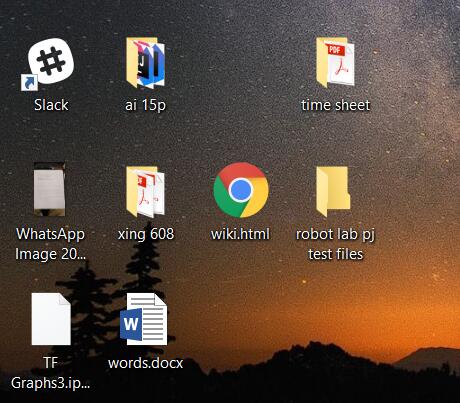 Slack
ai 15p
time sheet
WhatsApp
Image 20...
xing 608
wiki.html
robot lab pj
test files
TF
Graphs3.ip...
words.docx
PDF
W